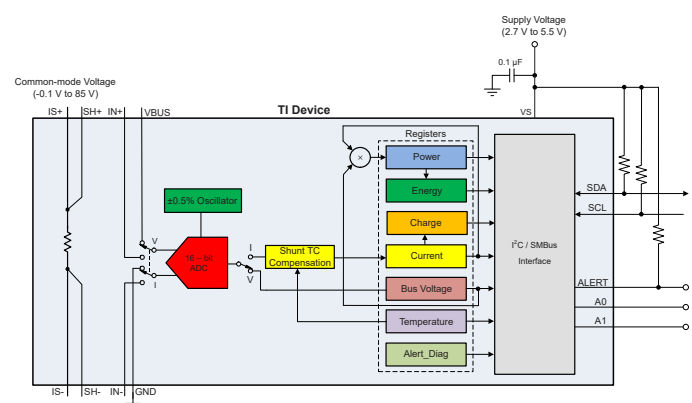 Supply Voltage
(2.7 V to 5.5 V)
0.1 µF
Common-mode Voltage
(-0.1 V to 85 V)
IS+ SH+ IN+ VBUS
TI Device
VS
Registers
×
Power
Energy
Charge
Current
Bus Voltage
Temperature
Alert_Diag
±0.5% Oscillator
16 – bit
ADC
V
I
I
V
Shunt TC
Compensation
I²C / SMBus
Interface
SDA
SCL
ALERT
A0
A1
IS- SH- IN- GND